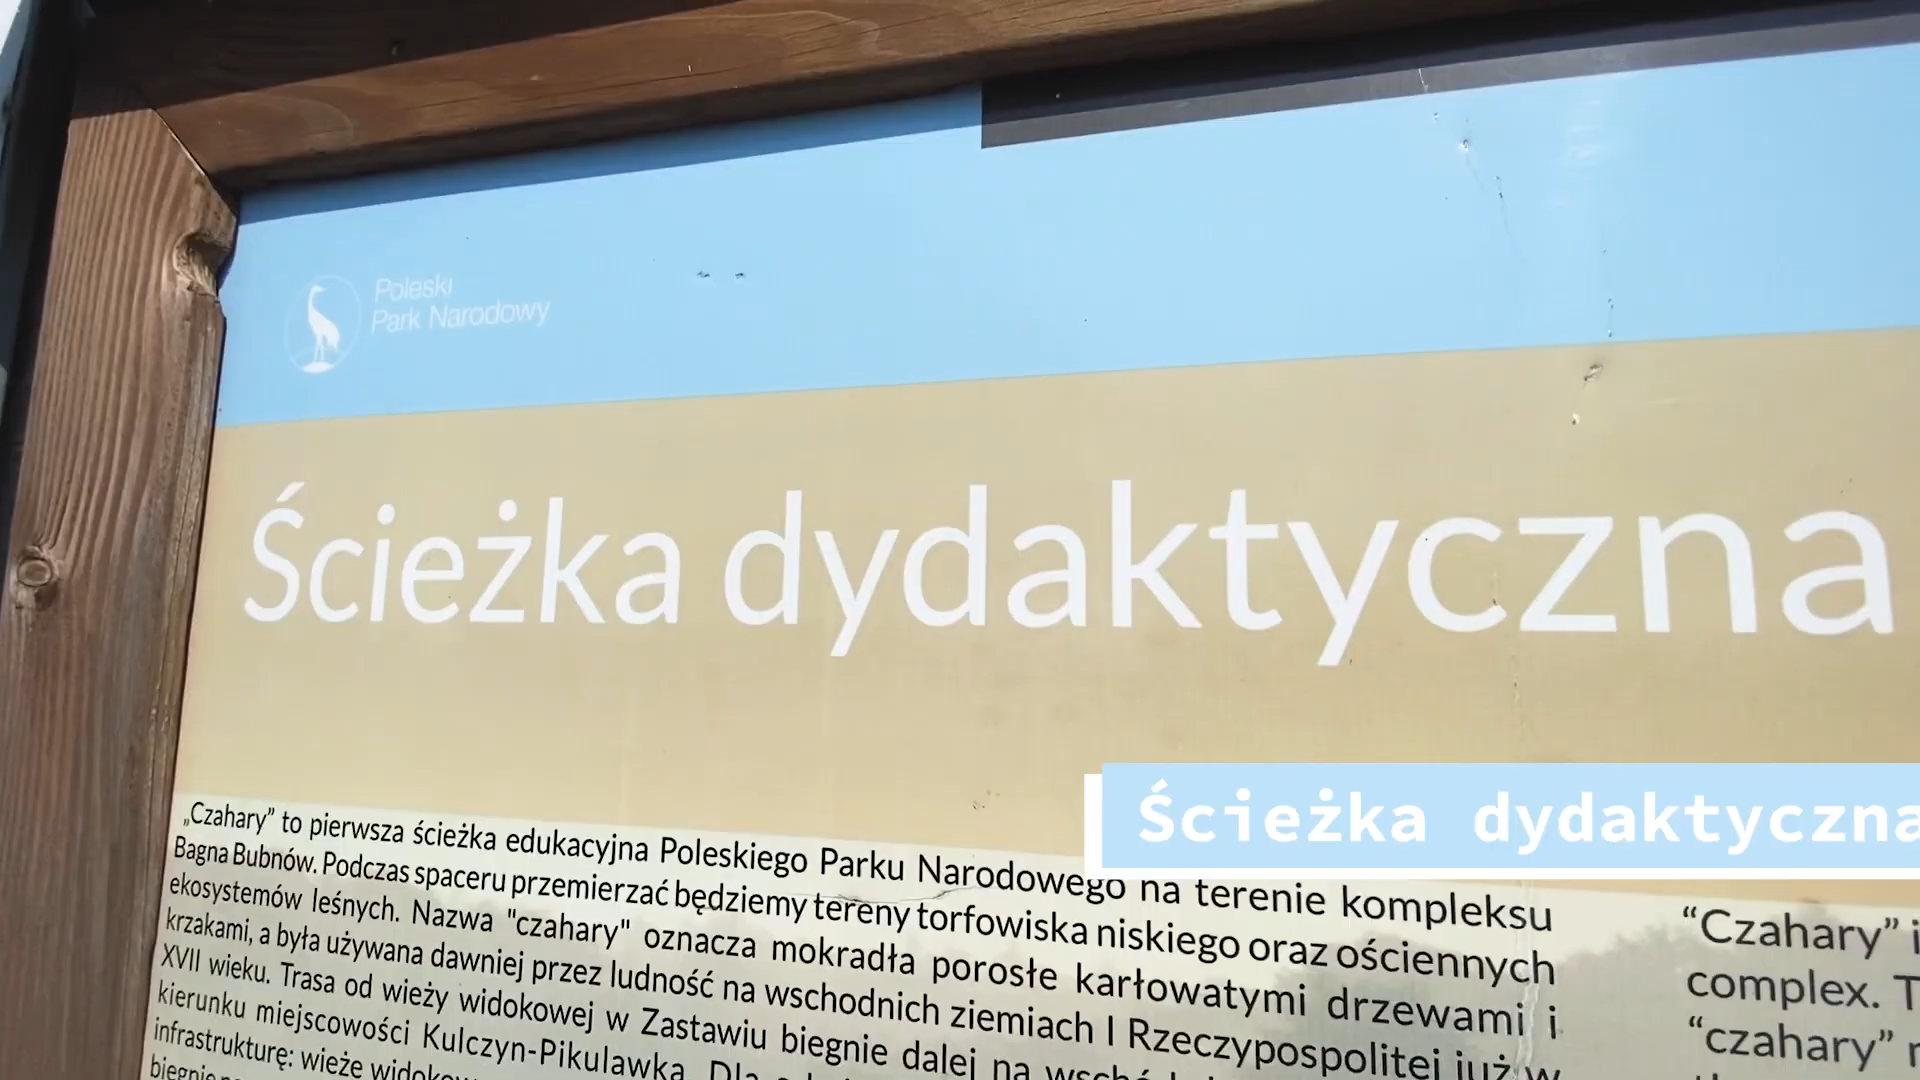 Poleski
Park Narodowy
Ścieżka dydaktyczna
Ścieżka dydaktyczna
„Czahary” to pierwsza ścieżka edukacyjna Poleskiego Parku Narodowego na terenie kompleksu
Bagna Bubnów. Podczas spaceru przemierzać będziemy tereny torfowiska niskiego oraz ościennych
ekosystemów leśnych. Nazwa "czahary" oznacza mokradła porosłe karłowatymi drzewami i
krzakami, a była używana dawniej przez ludność na wschodnich ziemiach I Rzeczypospolitej już w
XVII wieku. Trasa od wieży widokowej w Zastawiu biegnie dalej na
kierunku miejscowości Kulczyn-Pikulawka. Dla
infrastrukturę: wieże
biegnie
“Czahary”
complex.
“czahary”